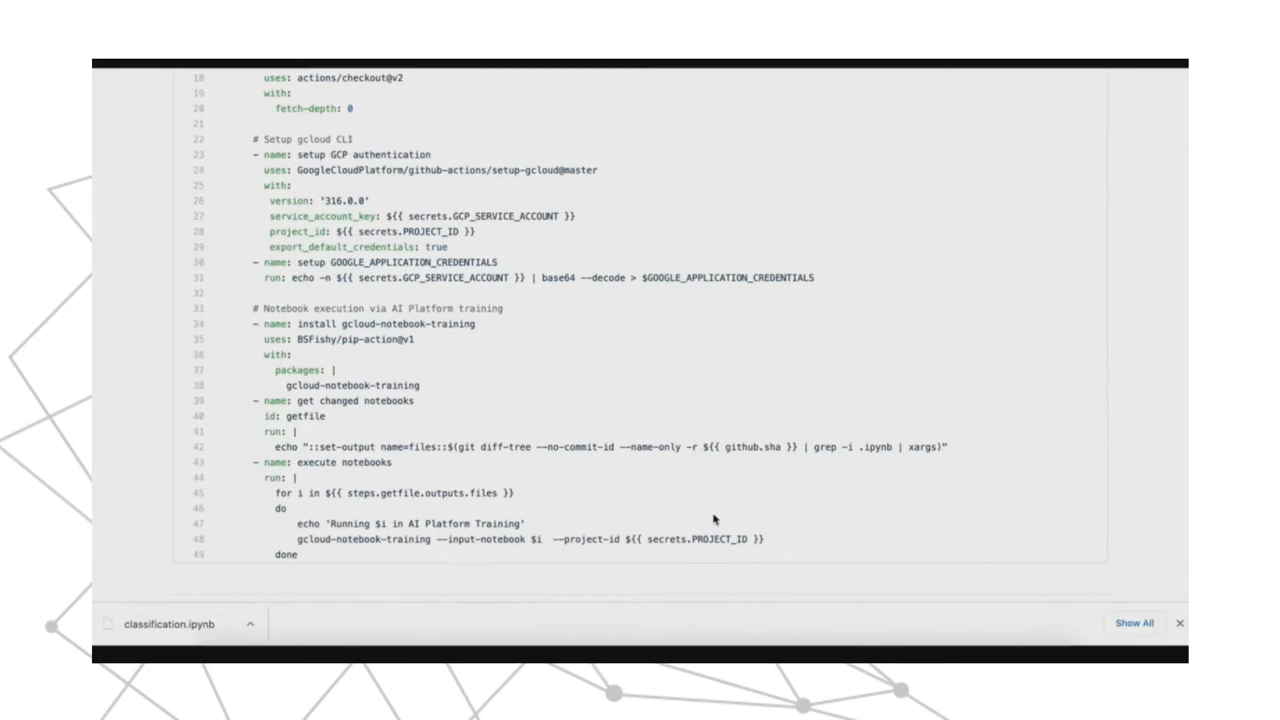 18 uses: actions/checkout@v2
19 with:
20 fetch-depth: 0
21
22 # Setup gcloud CLI
23 - name: setup GCP authentication
24 uses: GoogleCloudPlatform/github-actions/setup-gcloud@master
25 with:
26 version: '316.0.0'
27 service_account_key: ${{ secrets.GCP_SERVICE_ACCOUNT }}
28 project_id: ${{ secrets.PROJECT_ID }}
29 export_default_credentials: true
30 - name: setup GOOGLE_APPLICATION_CREDENTIALS
31 run: echo -n ${{ secrets.GCP_SERVICE_ACCOUNT }} | base64 --decode > $GOOGLE_APPLICATION_CREDENTIALS
32
33 # Notebook execution via AI Platform training
34 - name: install gcloud-notebook-training
35 uses: BSFishy/pip-action@v1
36 with:
37 packages: |
38 gcloud-notebook-training
39 - name: get changed notebooks
40 id: getfile
41 run: |
42 echo "::set-output name=files::$(git diff-tree --no-commit-id --name-only -r ${{ github.sha }} | grep -i .ipynb | xargs)"
43 - name: execute notebooks
44 run: |
45 for i in ${{ steps.getfile.outputs.files }}
46 do
47 echo 'Running $i in AI Platform Training'
48 gcloud-notebook-training --input-notebook $i --project-id ${{ secrets.PROJECT_ID }}
49 done
classification.ipynb
Show All